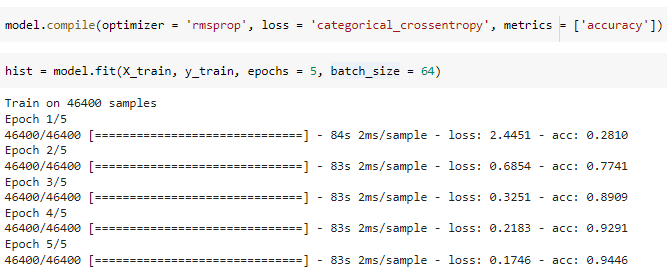 model.compile(optimizer = 'rmsprop', loss = 'categorical_crossentropy', metrics = ['accuracy'])
hist = model.fit(X_train, y_train, epochs = 5, batch_size = 64)
Train on 46400 samples
Epoch 1/5
46400/46400 [==============================] - 84s 2ms/sample - loss: 2.4451 - acc: 0.2810
Epoch 2/5
46400/46400 [==============================] - 83s 2ms/sample - loss: 0.6854 - acc: 0.7741
Epoch 3/5
46400/46400 [==============================] - 83s 2ms/sample - loss: 0.3251 - acc: 0.8909
Epoch 4/5
46400/46400 [==============================] - 83s 2ms/sample - loss: 0.2183 - acc: 0.9291
Epoch 5/5
46400/46400 [==============================] - 83s 2ms/sample - loss: 0.1746 - acc: 0.9446